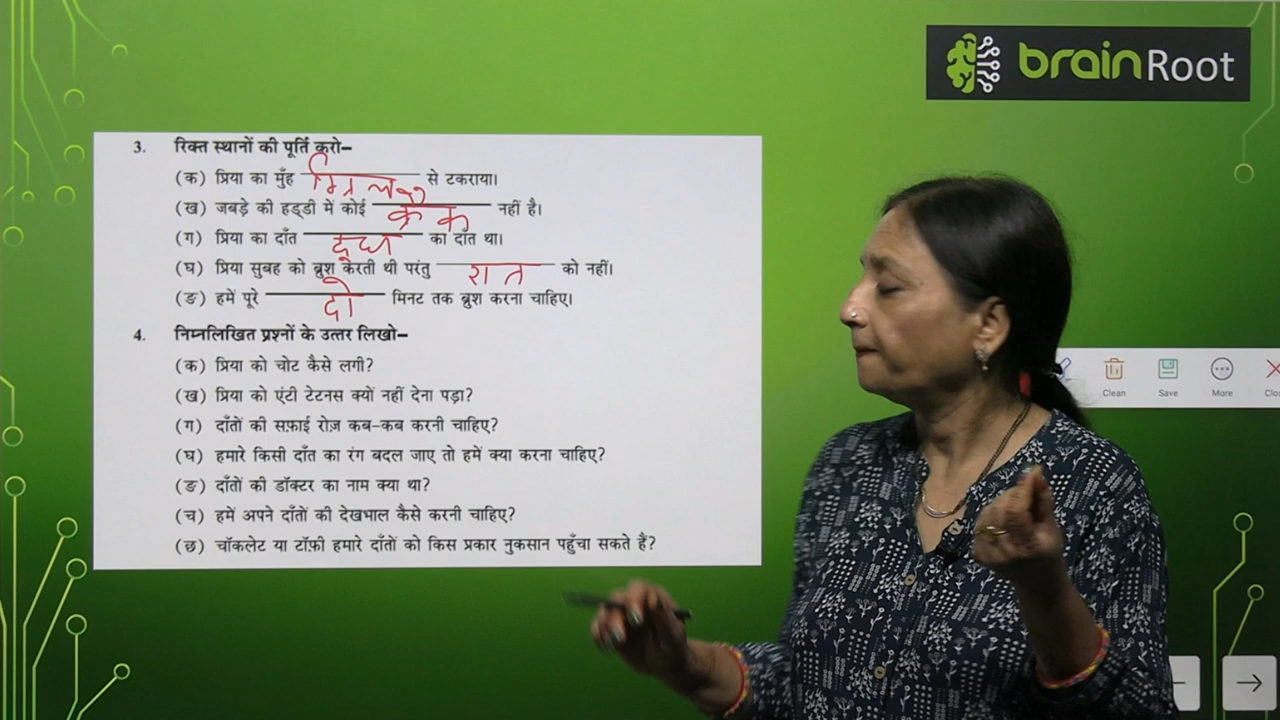 brainRoot
3. रिक्त स्थानों की पूर्ति करो–
(क) प्रिया का मुँह से टकराया।
(ख) जबड़े की हड्डी में कोई क्रैक नहीं है।
(ग) प्रिया का दाँत दूध का दाँत था।
(घ) प्रिया सुबह को ब्रुश करती थी परंतु रात को नहीं।
(ङ) हमें पूरे दो मिनट तक ब्रुश करना चाहिए।
4. निम्नलिखित प्रश्नों के उत्तर लिखो–
(क) प्रिया को चोट कैसे लगी?
(ख) प्रिया को एंटी टेटनस क्यों नहीं देना पड़ा?
(ग) दाँतों की सफ़ाई रोज़ कब-कब करनी चाहिए?
(घ) हमारे किसी दाँत का रंग बदल जाए तो हमें क्या करना चाहिए?
(ङ) दाँतों की डॉक्टर का नाम क्या था?
(च) हमें अपने दाँतों की देखभाल कैसे करनी चाहिए?
(छ) चॉकलेट या टॉफ़ी हमारे दाँतों को किस प्रकार नुकसान पहुँचा सकते हैं?
Clean Save More